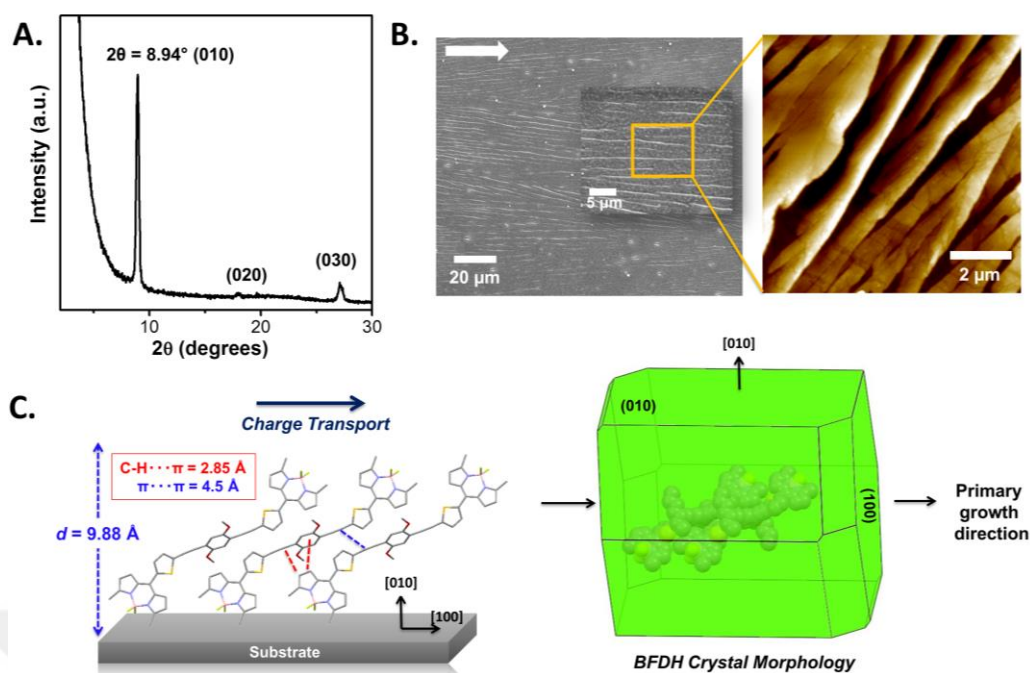 A.
2θ = 8.94° (010)
(020)
(030)
Intensity (a.u.)
10
20
30
2θ (degrees)
B.
5 µm
20 µm
2 µm
C.
Charge Transport
C-H···π = 2.85 Å
π···π = 4.5 Å
d = 9.88 Å
[010]
[100]
Substrate
[010]
(010)
(100)
Primary
growth
direction
BFDH Crystal Morphology